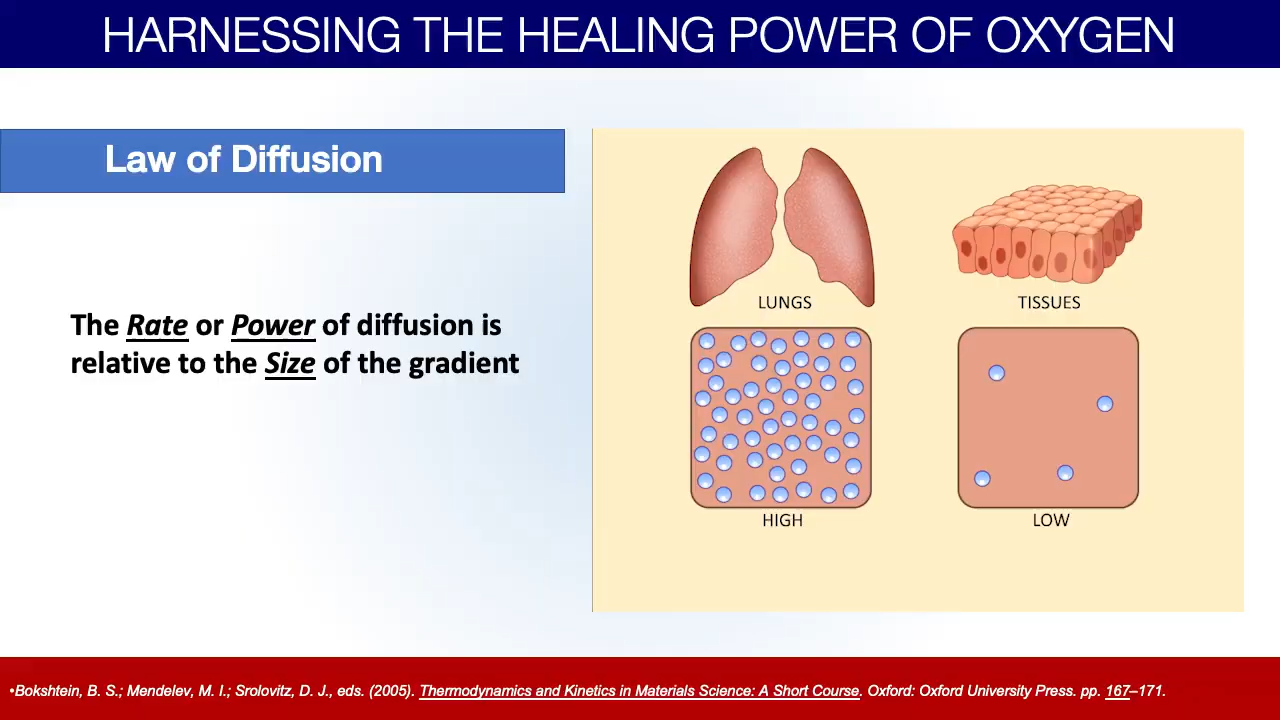 HARNESSING THE HEALING POWER OF OXYGEN
Law of Diffusion
The Rate or Power of diffusion is
relative to the Size of the gradient
LUNGS
TISSUES
HIGH
LOW
•Bokshtein, B. S.; Mendelev, M. I.; Srolovitz, D. J., eds. (2005). Thermodynamics and Kinetics in Materials Science: A Short Course. Oxford: Oxford University Press. pp. 167–171.